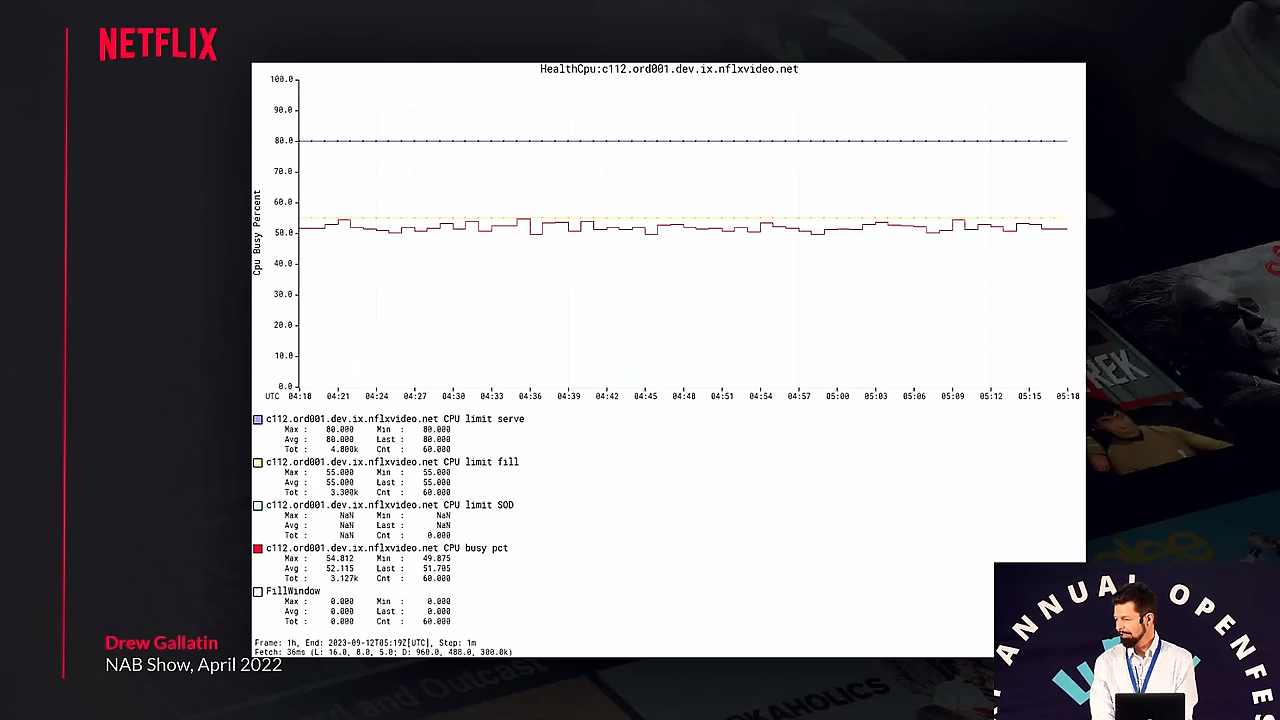 NETFLIX
HealthCpu:c112.ord001.dev.ix.nflxvideo.net
100.0
90.0
80.0
70.0
60.0
50.0
40.0
30.0
20.0
10.0
0.0
Cpu Busy Percent
UTC 04:18 04:21 04:24 04:27 04:30 04:33 04:36 04:39 04:42 04:45 04:48 04:51 04:54 04:57 05:00 05:03 05:06 05:09 05:12 05:15 05:18
c112.ord001.dev.ix.nflxvideo.net CPU limit serve
Max : 80.000 Min : 80.000
Avg : 80.000 Last : 80.000
Tot : 4.800k Cnt : 60.000
c112.ord001.dev.ix.nflxvideo.net CPU limit fill
Max : 55.000 Min : 55.000
Avg : 55.000 Last : 55.000
Tot : 3.300k Cnt : 60.000
c112.ord001.dev.ix.nflxvideo.net CPU limit SOD
Max : NaN Min : NaN
Avg : NaN Last : NaN
Tot : NaN Cnt : 0.000
c112.ord001.dev.ix.nflxvideo.net CPU busy pct
Max : 54.812 Min : 49.875
Avg : 52.115 Last : 51.705
Tot : 3.127k Cnt : 60.000
FillWindow
Max : 0.000 Min : 0.000
Avg : 0.000 Last : 0.000
Tot : 0.000 Cnt : 60.000
Frame: 1h, End: 2023-09-12T05:19Z[UTC], Step: 1m
Fetch: 36ms (L: 16.0, 8.0, 5.0; D: 960.0, 488.0, 300.0k)
Drew Gallatin
NAB Show, April 2022
ANNUAL OPENFES